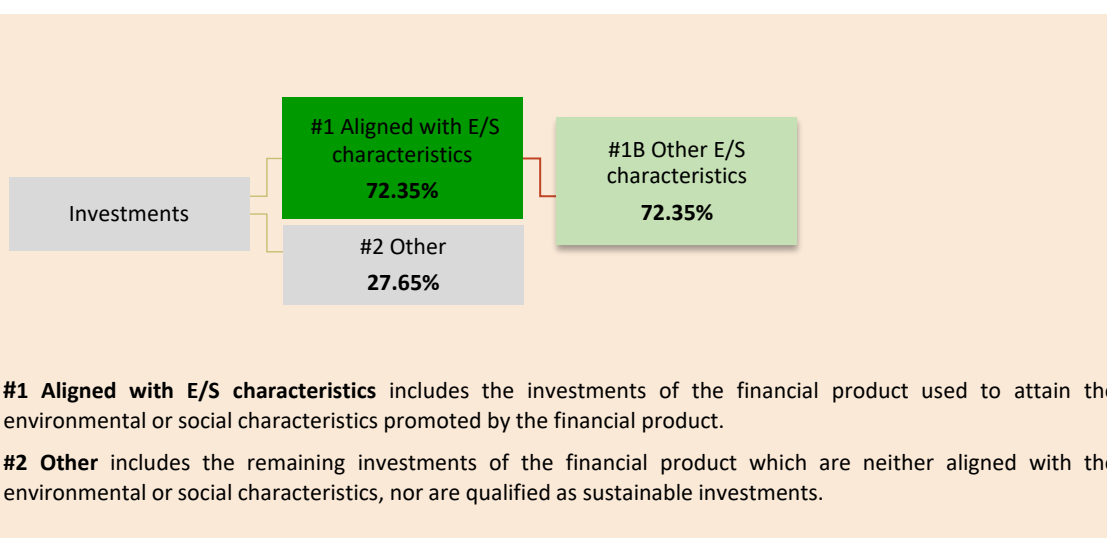 #1 Aligned with E/S
characteristics
72.35%
#1B Other E/S
characteristics
72.35%
Investments
#2 Other
27.65%
#1 Aligned with E/S characteristics includes the investments of the financial product used to attain the
environmental or social characteristics promoted by the financial product.
#2 Other includes the remaining investments of the financial product which are neither aligned with the
environmental or social characteristics, nor are qualified as sustainable investments.